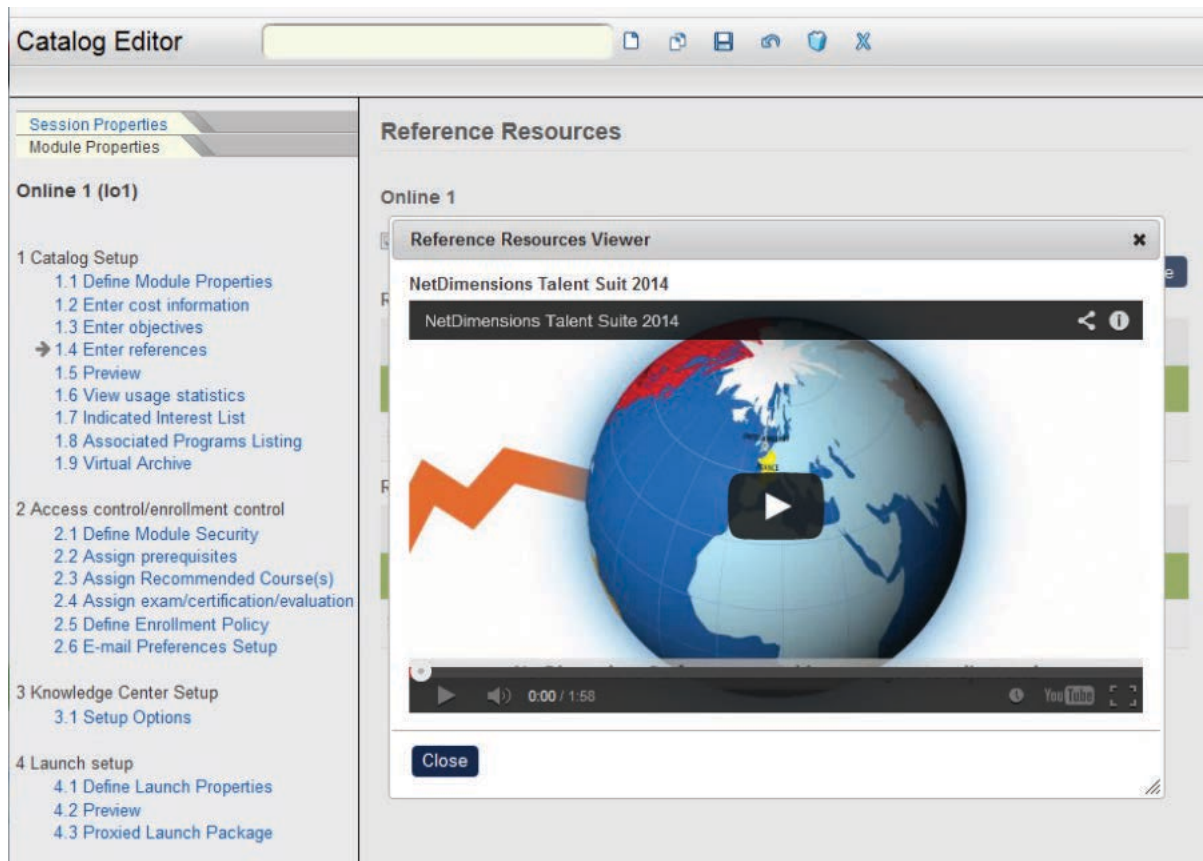 Catalog Editor
Session Properties
Module Properties
Online 1 (lo1)
1 Catalog Setup
1.1 Define Module Properties
1.2 Enter cost information
1.3 Enter objectives
1.4 Enter references
1.5 Preview
1.6 View usage statistics
1.7 Indicated Interest List
1.8 Associated Programs Listing
1.9 Virtual Archive
2 Access control/enrollment control
2.1 Define Module Security
2.2 Assign prerequisites
2.3 Assign Recommended Course(s)
2.4 Assign exam/certification/evaluation
2.5 Define Enrollment Policy
2.6 E-mail Preferences Setup
3 Knowledge Center Setup
3.1 Setup Options
4 Launch setup
4.1 Define Launch Properties
4.2 Preview
4.3 Proxied Launch Package
Reference Resources
Online 1
Reference Resources Viewer
NetDimensions Talent Suit 2014
NetDimensions Talent Suite 2014
0:00 / 1:58
YouTube
Close